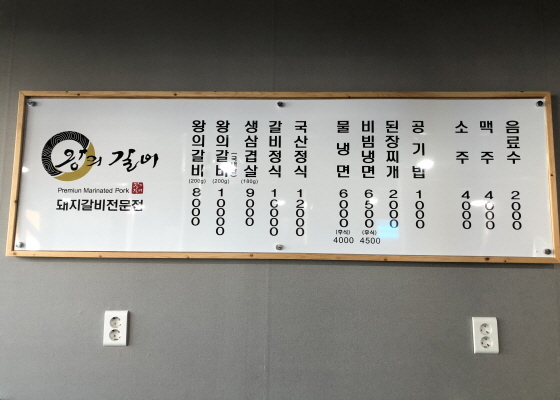 왕의 갈비
Premiun Marinated Pork
돼지갈비전문점
왕의갈비 (200g) 8000
왕의갈비 (200g) 10000
생삼겹살 (180g) 9000
갈비정식 10000
국산정식 12000
물냉면 6000 (후식) 4000
비빔냉면 6500 (후식) 4500
된장찌개 2000
공기밥 1000
소주 4000
맥주 4000
음료수 2000